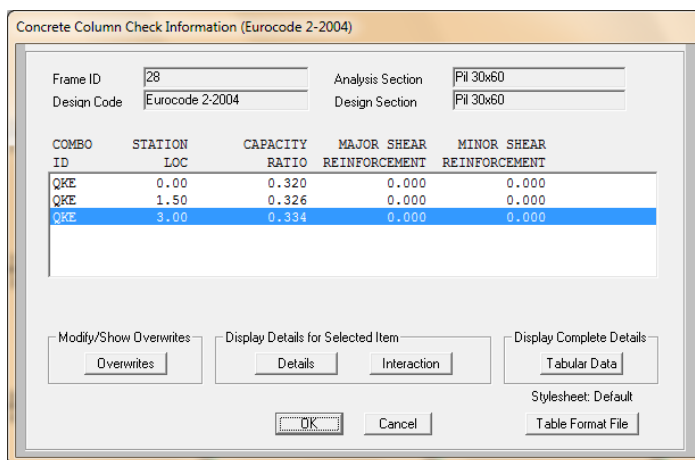 Concrete Column Check Information (Eurocode 2-2004)
Frame ID 28 Analysis Section Pil 30x60
Design Code Eurocode 2-2004 Design Section Pil 30x60
COMBO STATION CAPACITY MAJOR SHEAR MINOR SHEAR
ID LOC RATIO REINFORCEMENT REINFORCEMENT
QKE 0.00 0.320 0.000 0.000
QKE 1.50 0.326 0.000 0.000
QKE 3.00 0.334 0.000 0.000
Modify/Show Overwrites Display Details for Selected Item Display Complete Details
Overwrites Details Interaction Tabular Data
Stylesheet: Default
OK Cancel Table Format File